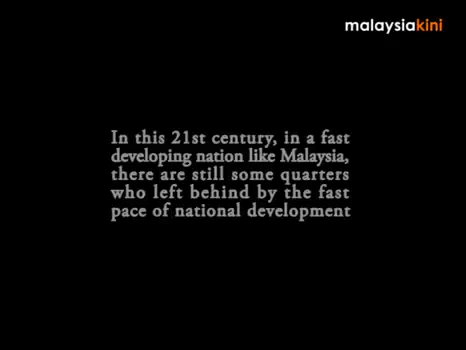 malaysiakini
In this 21st century, in a fast
developing nation like Malaysia,
there are still some quarters
who left behind by the fast
pace of national development